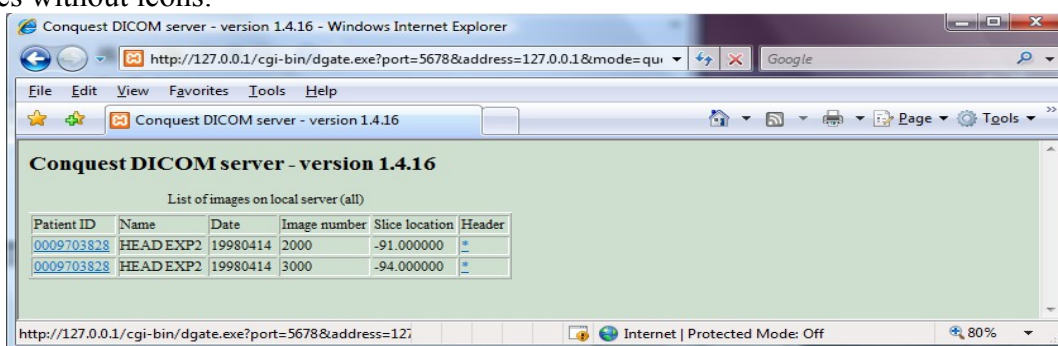 es without icons.
Conquest DICOM server - version 1.4.16 - Windows Internet Explorer
http://127.0.0.1/cgi-bin/dgate.exe?port=5678&address=127.0.0.1&mode=qu
Google
File Edit View Favorites Tools Help
Conquest DICOM server - version 1.4.16
Page Tools
Conquest DICOM server - version 1.4.16
List of images on local server (all)
Patient ID Name Date Image number Slice location Header
0009703828 HEAD EXP2 19980414 2000 -91.000000 *
0009703828 HEAD EXP2 19980414 3000 -94.000000 *
http://127.0.0.1/cgi-bin/dgate.exe?port=5678&address=127
Internet | Protected Mode: Off
80%